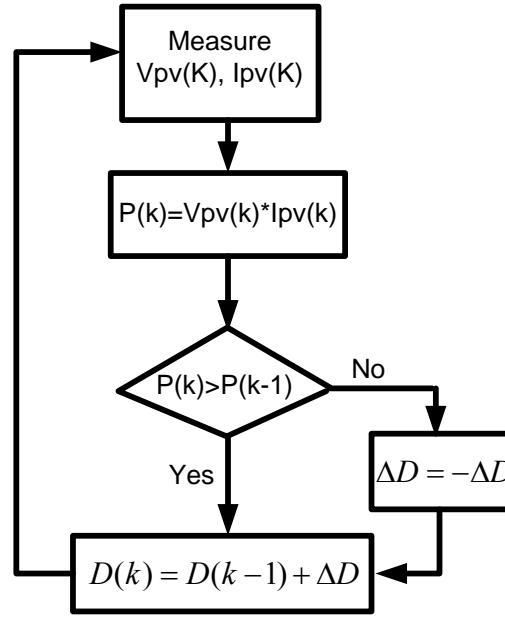 Measure
Vpv(K), Ipv(K)
P(k)=Vpv(k)*Ipv(k)
P(k)>P(k-1)
No
Yes
ΔD = −ΔD
D(k) = D(k−1) + ΔD